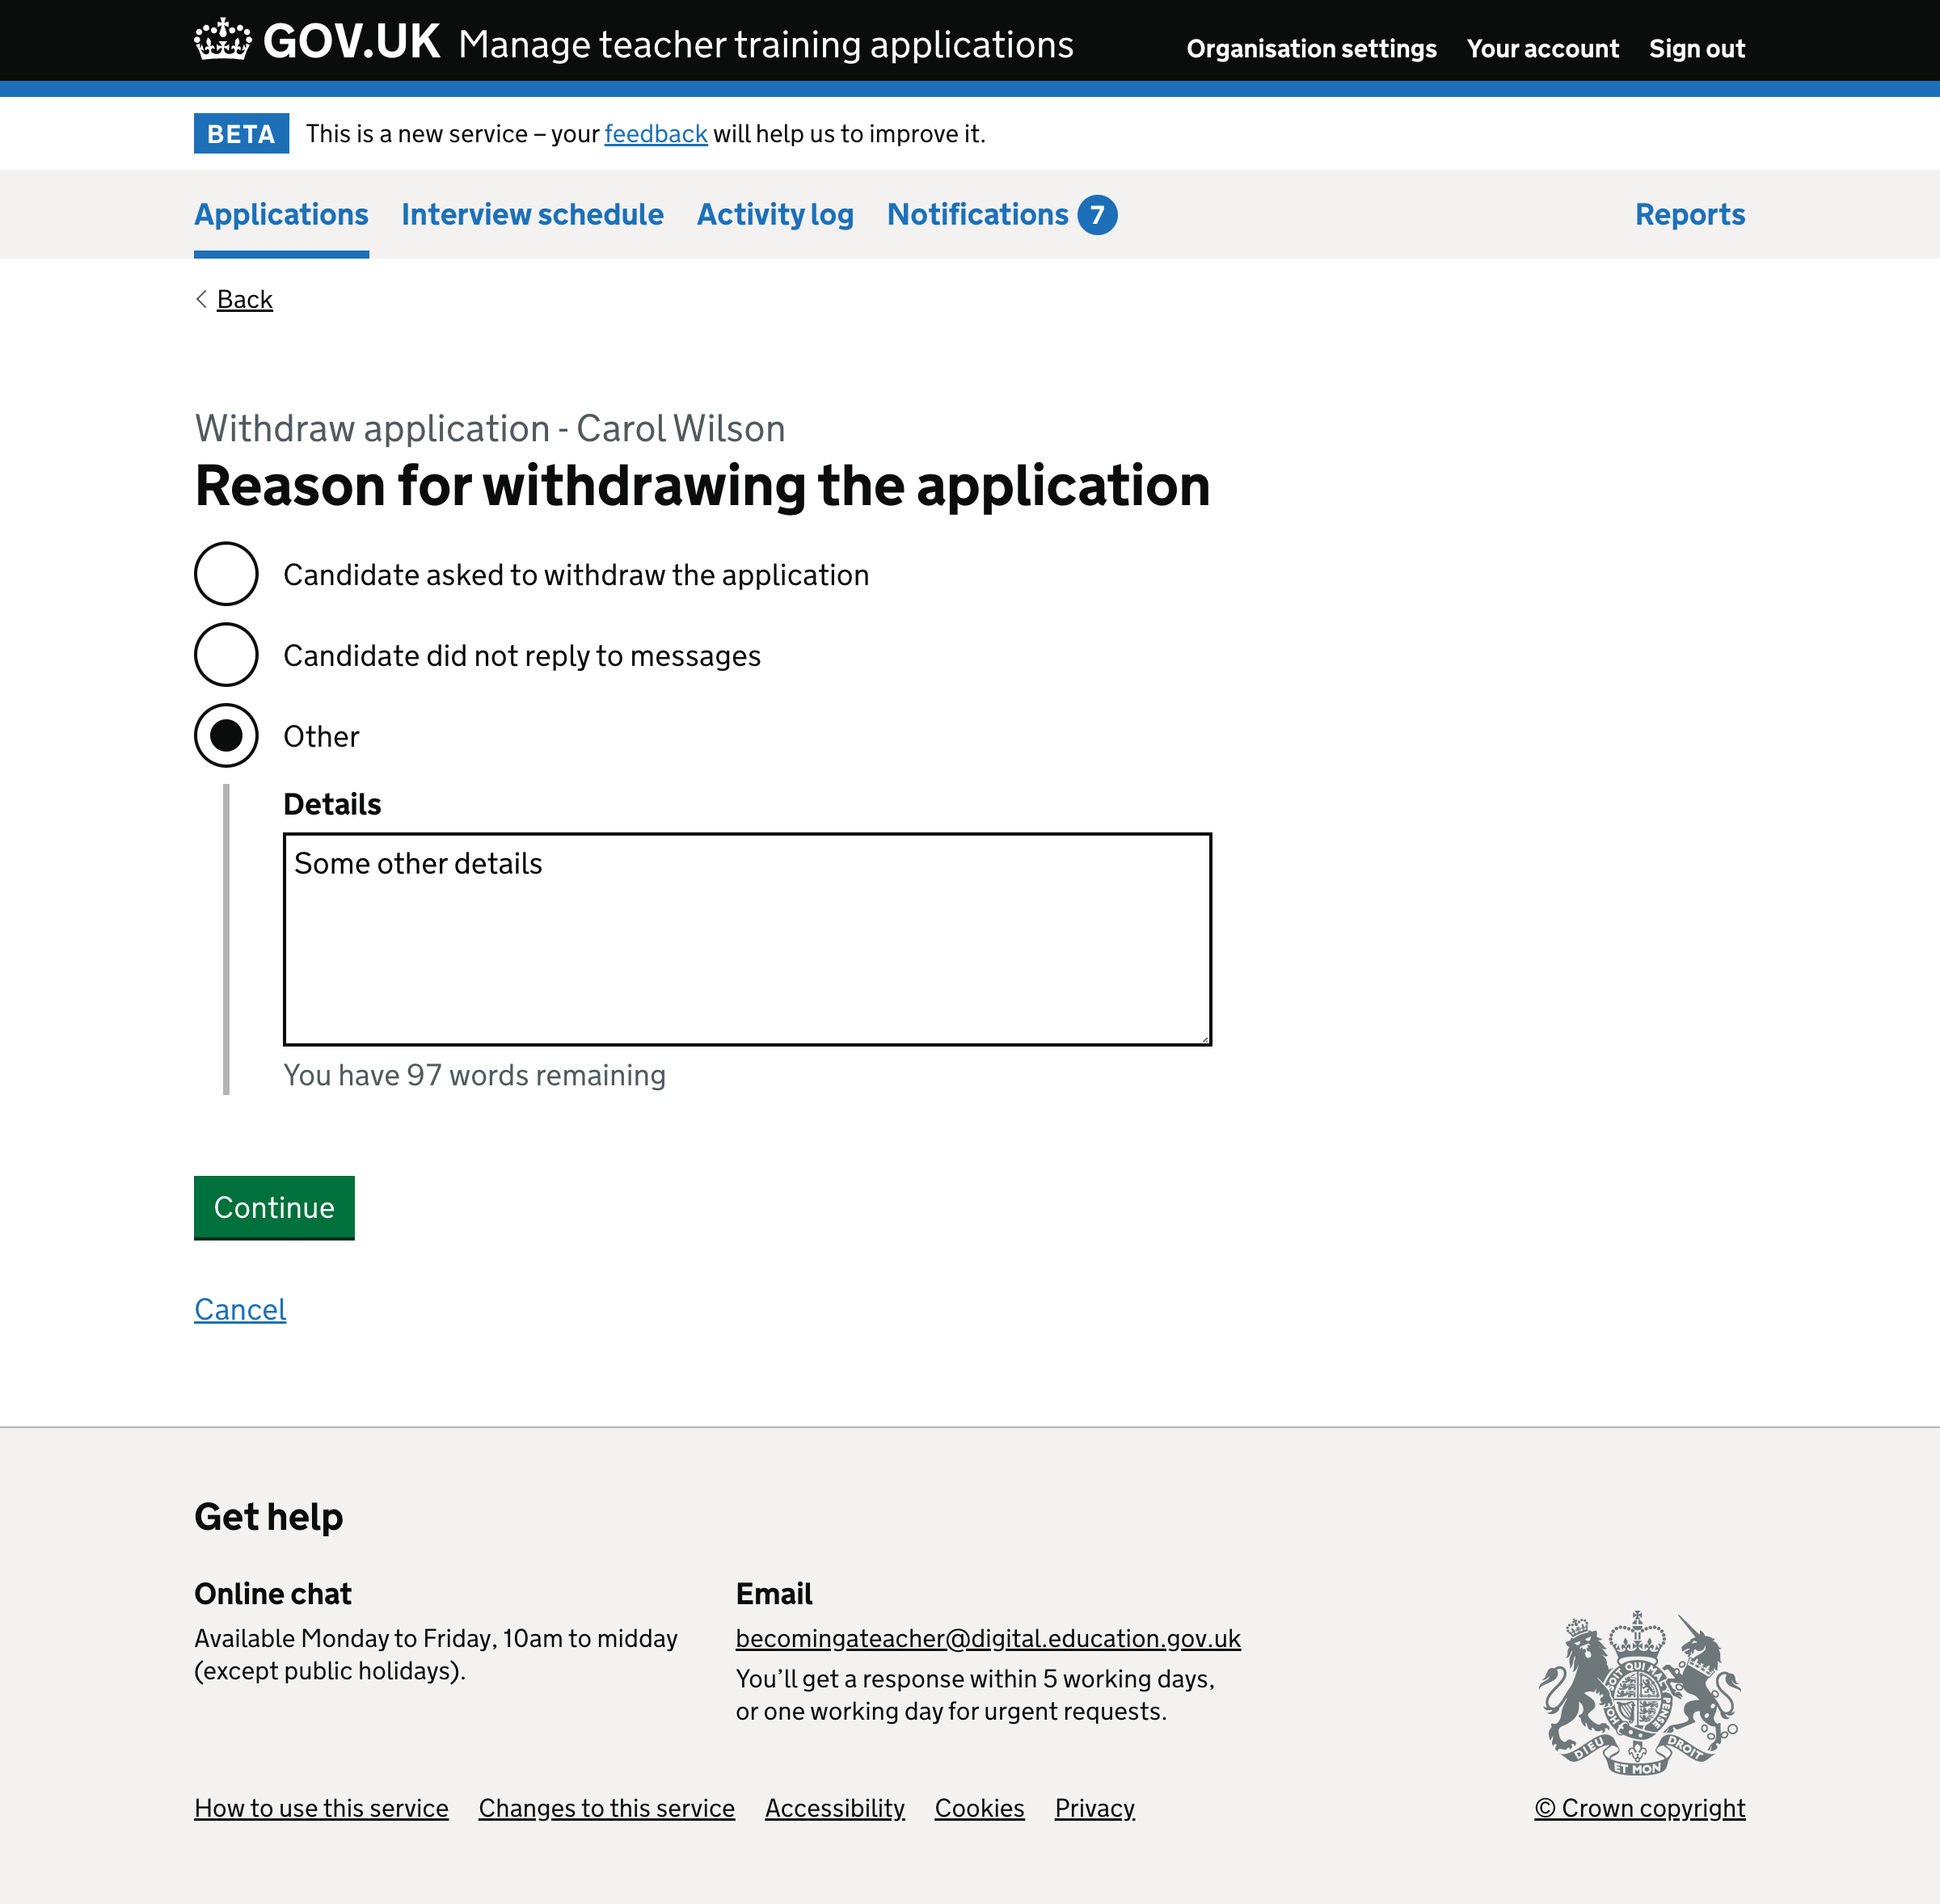 GOV.UK Manage teacher training applications Organisation settings Your account Sign out
BETA This is a new service – your feedback will help us to improve it.
Applications Interview schedule Activity log Notifications 7 Reports
Back
Withdraw application - Carol Wilson
Reason for withdrawing the application
Candidate asked to withdraw the application
Candidate did not reply to messages
Other
Details
Some other details
You have 97 words remaining
Continue
Cancel
Get help
Online chat
Available Monday to Friday, 10am to midday
(except public holidays).
Email
becomingateacher@digital.education.gov.uk
You’ll get a response within 5 working days,
or one working day for urgent requests.
DIEU ET MON DROIT
How to use this service Changes to this service Accessibility Cookies Privacy
© Crown copyright